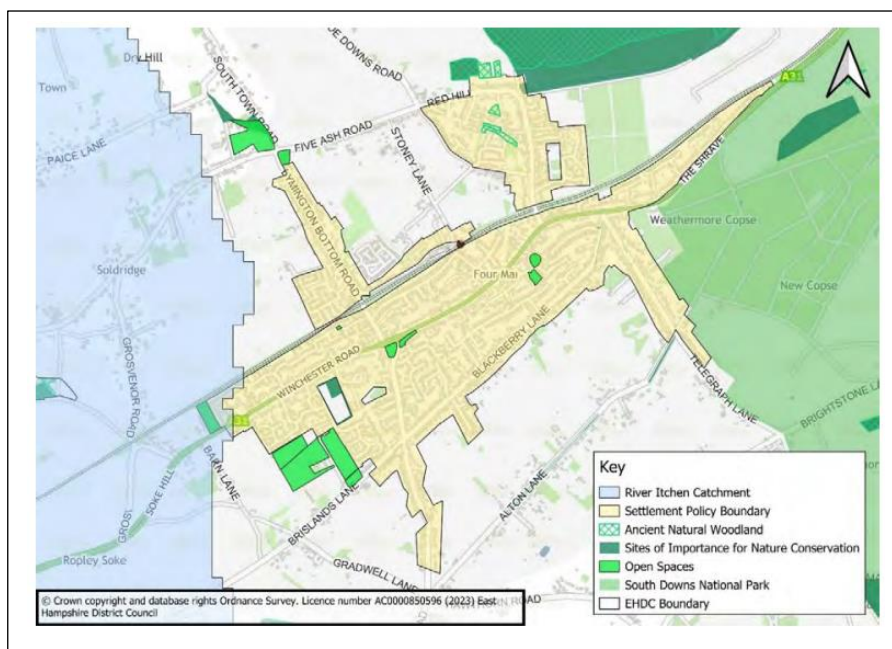 Dry Hill
Town
SOUTH TOWN ROAD
DOWNS ROAD
A31
RED HILL
PAICE LANE
FIVE ASH ROAD
STONEY LANE
THE SHRAVE
LYMINGTON BOTTOM ROAD
Weathermore Copse
Soldridge
Four Mar
New Copse
GROSVENOR ROAD
BLACKBERRY LANE
WINCHESTER ROAD
TELEGRAPH LANE
BRIGHTSTONE LA
A31
SOKE HILL
BARN LANE
GROS
BRISLANDS LANE
ALTON LANE
Ropley Soke
GRADWELL LANE
ROAD
Key
River Itchen Catchment
Settlement Policy Boundary
Ancient Natural Woodland
Sites of Importance for Nature Conservation
Open Spaces
South Downs National Park
EHDC Boundary
© Crown copyright and database rights Ordnance Survey. Licence number AC0000850596 (2023) East
Hampshire District Council